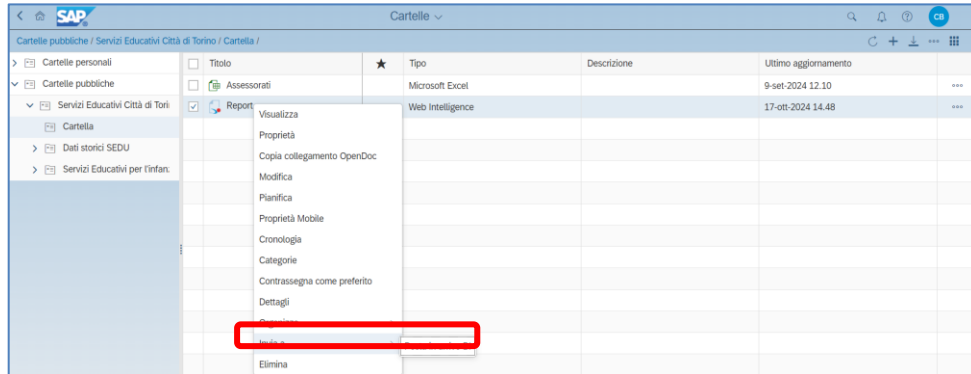 SAP Cartelle CB
Cartelle pubbliche / Servizi Educativi Città di Torino / Cartella /
Cartelle personali
Cartelle pubbliche
Servizi Educativi Città di Tori
Cartella
Dati storici SEDU
Servizi Educativi per l'infan
Titolo Tipo Descrizione Ultimo aggiornamento
Assessorati Microsoft Excel 9-set-2024 12.10
Report Web Intelligence 17-ott-2024 14.48
Visualizza
Proprietà
Copia collegamento OpenDoc
Modifica
Pianifica
Proprietà Mobile
Cronologia
Categorie
Contrassegna come preferito
Dettagli
Invia a
Elimina